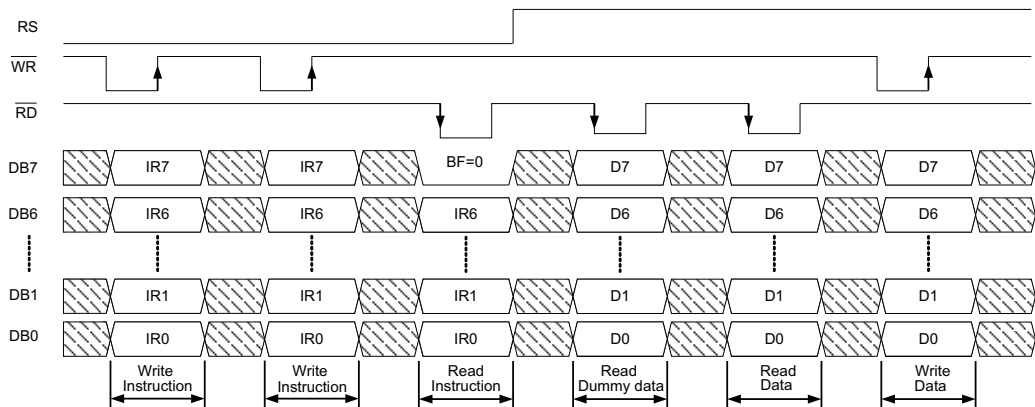 RS
WR
RD
DB7 IR7 IR7 BF=0 D7 D7 D7
DB6 IR6 IR6 IR6 D6 D6 D6
DB1 IR1 IR1 IR1 D1 D1 D1
DB0 IR0 IR0 IR0 D0 D0 D0
Write Write Read Read Read Write
Instruction Instruction Instruction Dummy data Data Data